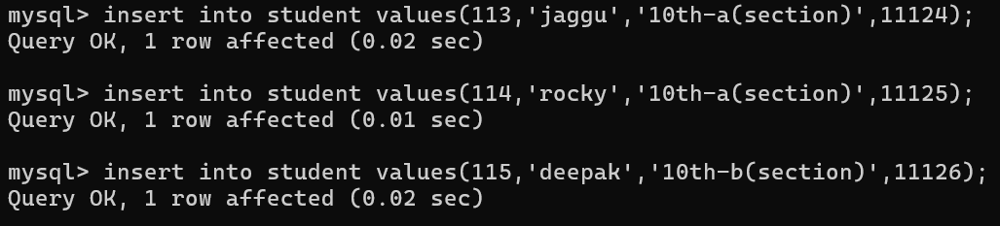 mysql> insert into student values(113,'jaggu','10th-a(section)',11124);
Query OK, 1 row affected (0.02 sec)
mysql> insert into student values(114,'rocky','10th-a(section)',11125);
Query OK, 1 row affected (0.01 sec)
mysql> insert into student values(115,'deepak','10th-b(section)',11126);
Query OK, 1 row affected (0.02 sec)